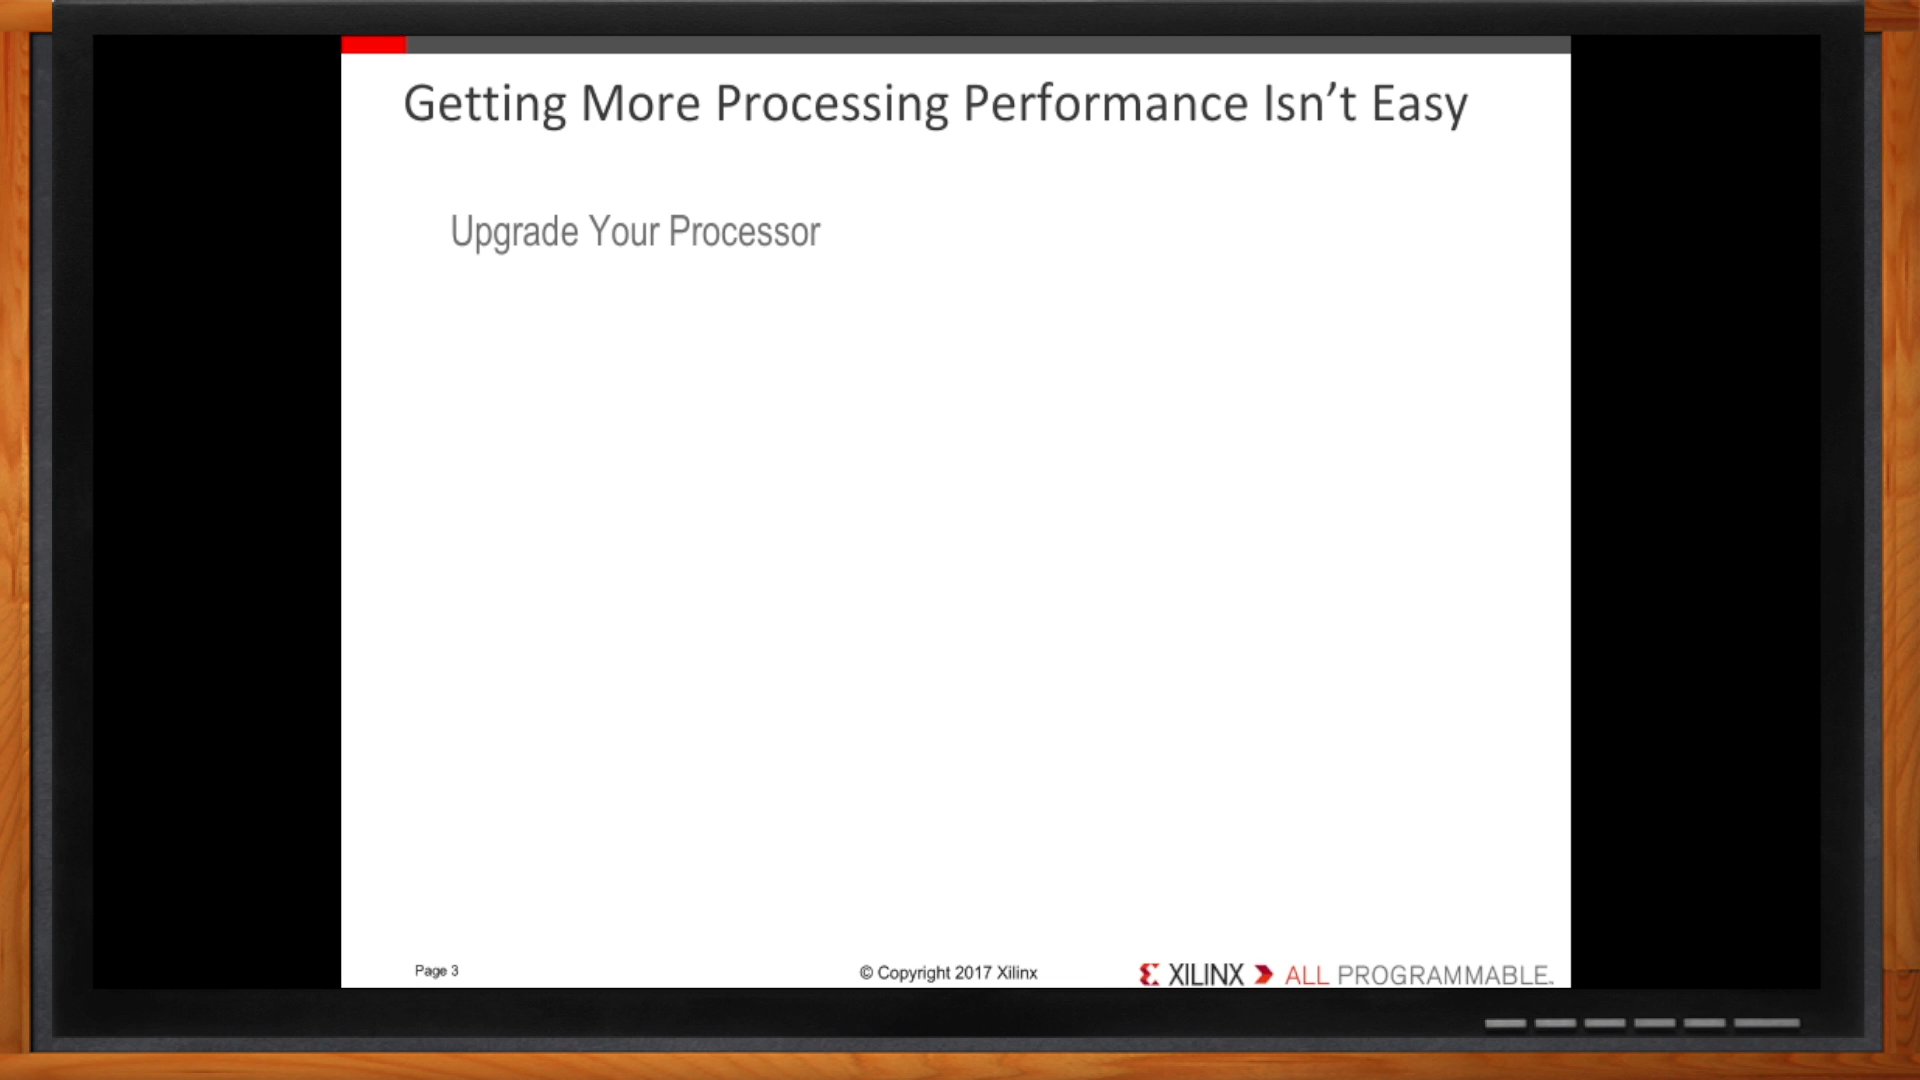 Getting More Processing Performance Isn’t Easy
Upgrade Your Processor
Page 3
© Copyright 2017 Xilinx
XILINX ALL PROGRAMMABLE